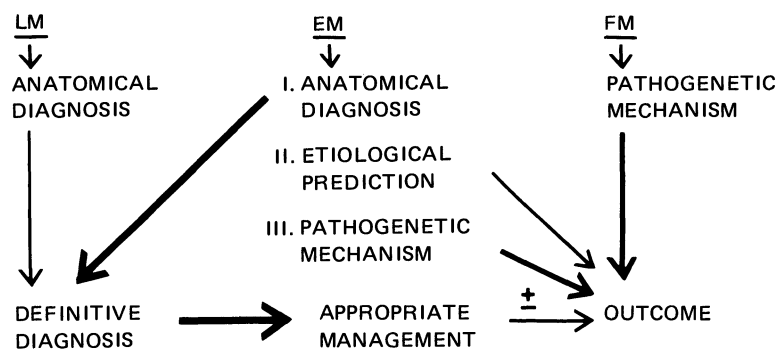 LM
EM
FM
ANATOMICAL
DIAGNOSIS
I. ANATOMICAL
DIAGNOSIS
PATHOGENETIC
MECHANISM
II. ETIOLOGICAL
PREDICTION
III. PATHOGENETIC
MECHANISM
DEFINITIVE
DIAGNOSIS
APPROPRIATE
MANAGEMENT
±
OUTCOME